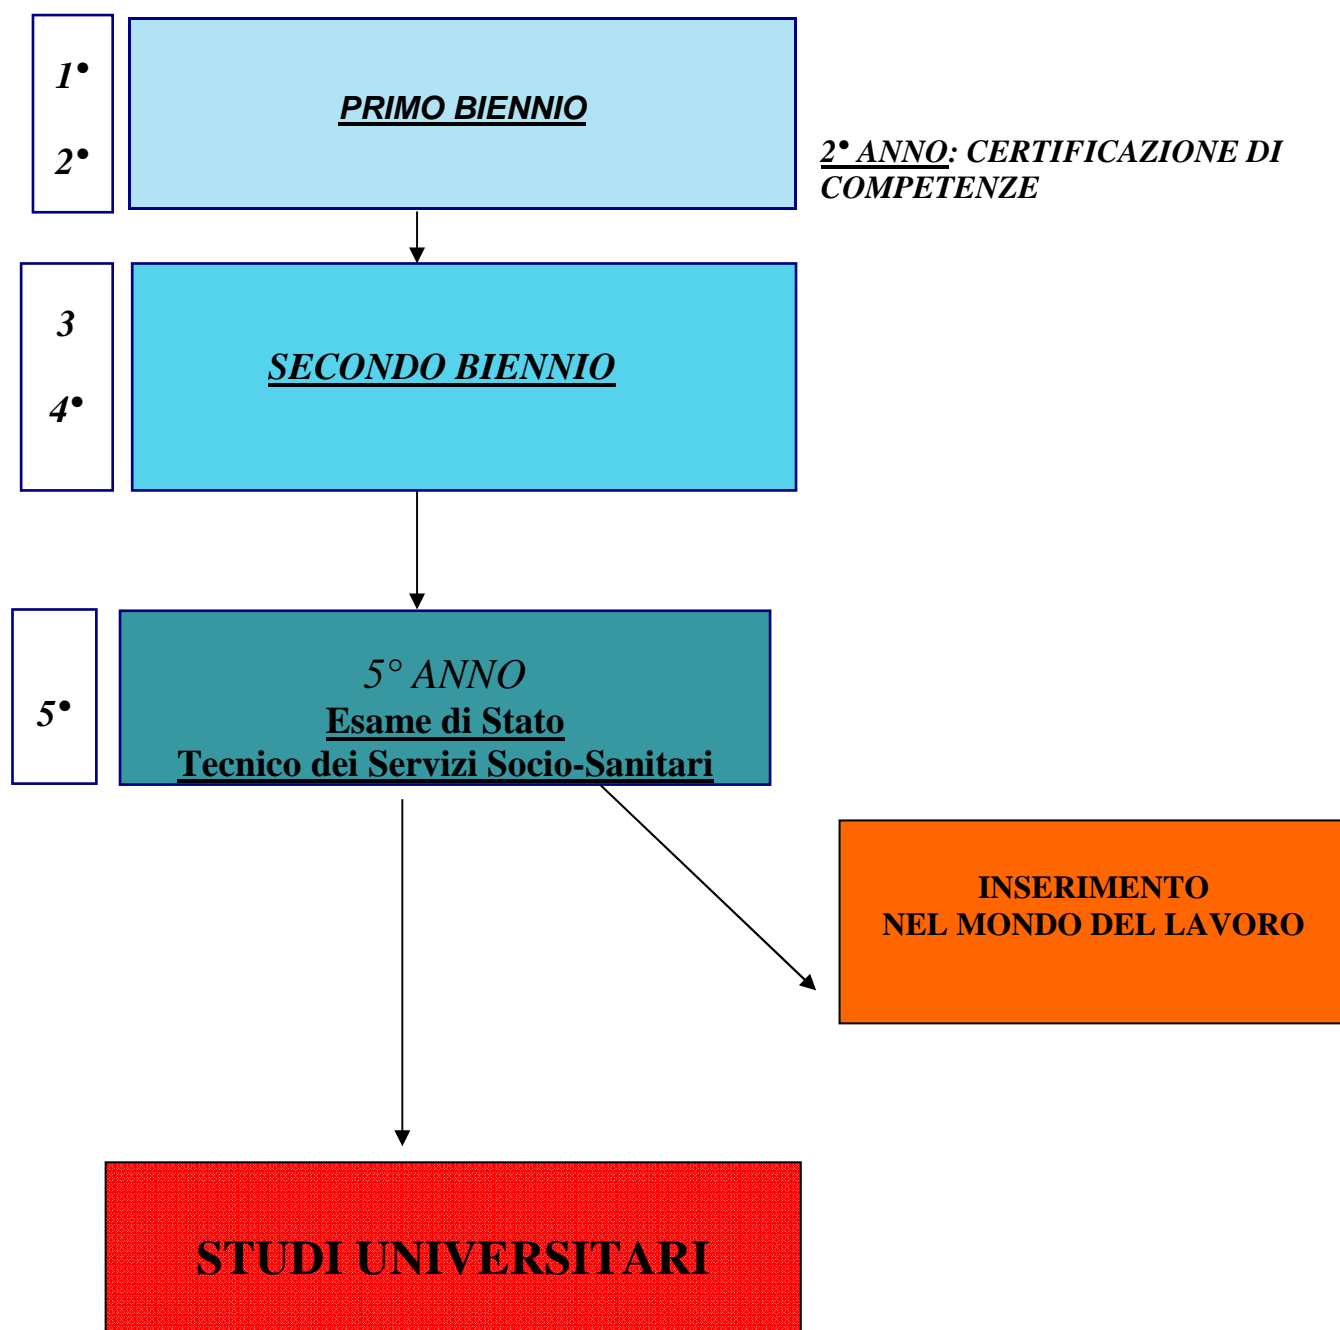 1•
2•
PRIMO BIENNIO
2• ANNO: CERTIFICAZIONE DI
COMPETENZE
3
4•
SECONDO BIENNIO
5•
5° ANNO
Esame di Stato
Tecnico dei Servizi Socio-Sanitari
INSERIMENTO
NEL MONDO DEL LAVORO
STUDI UNIVERSITARI